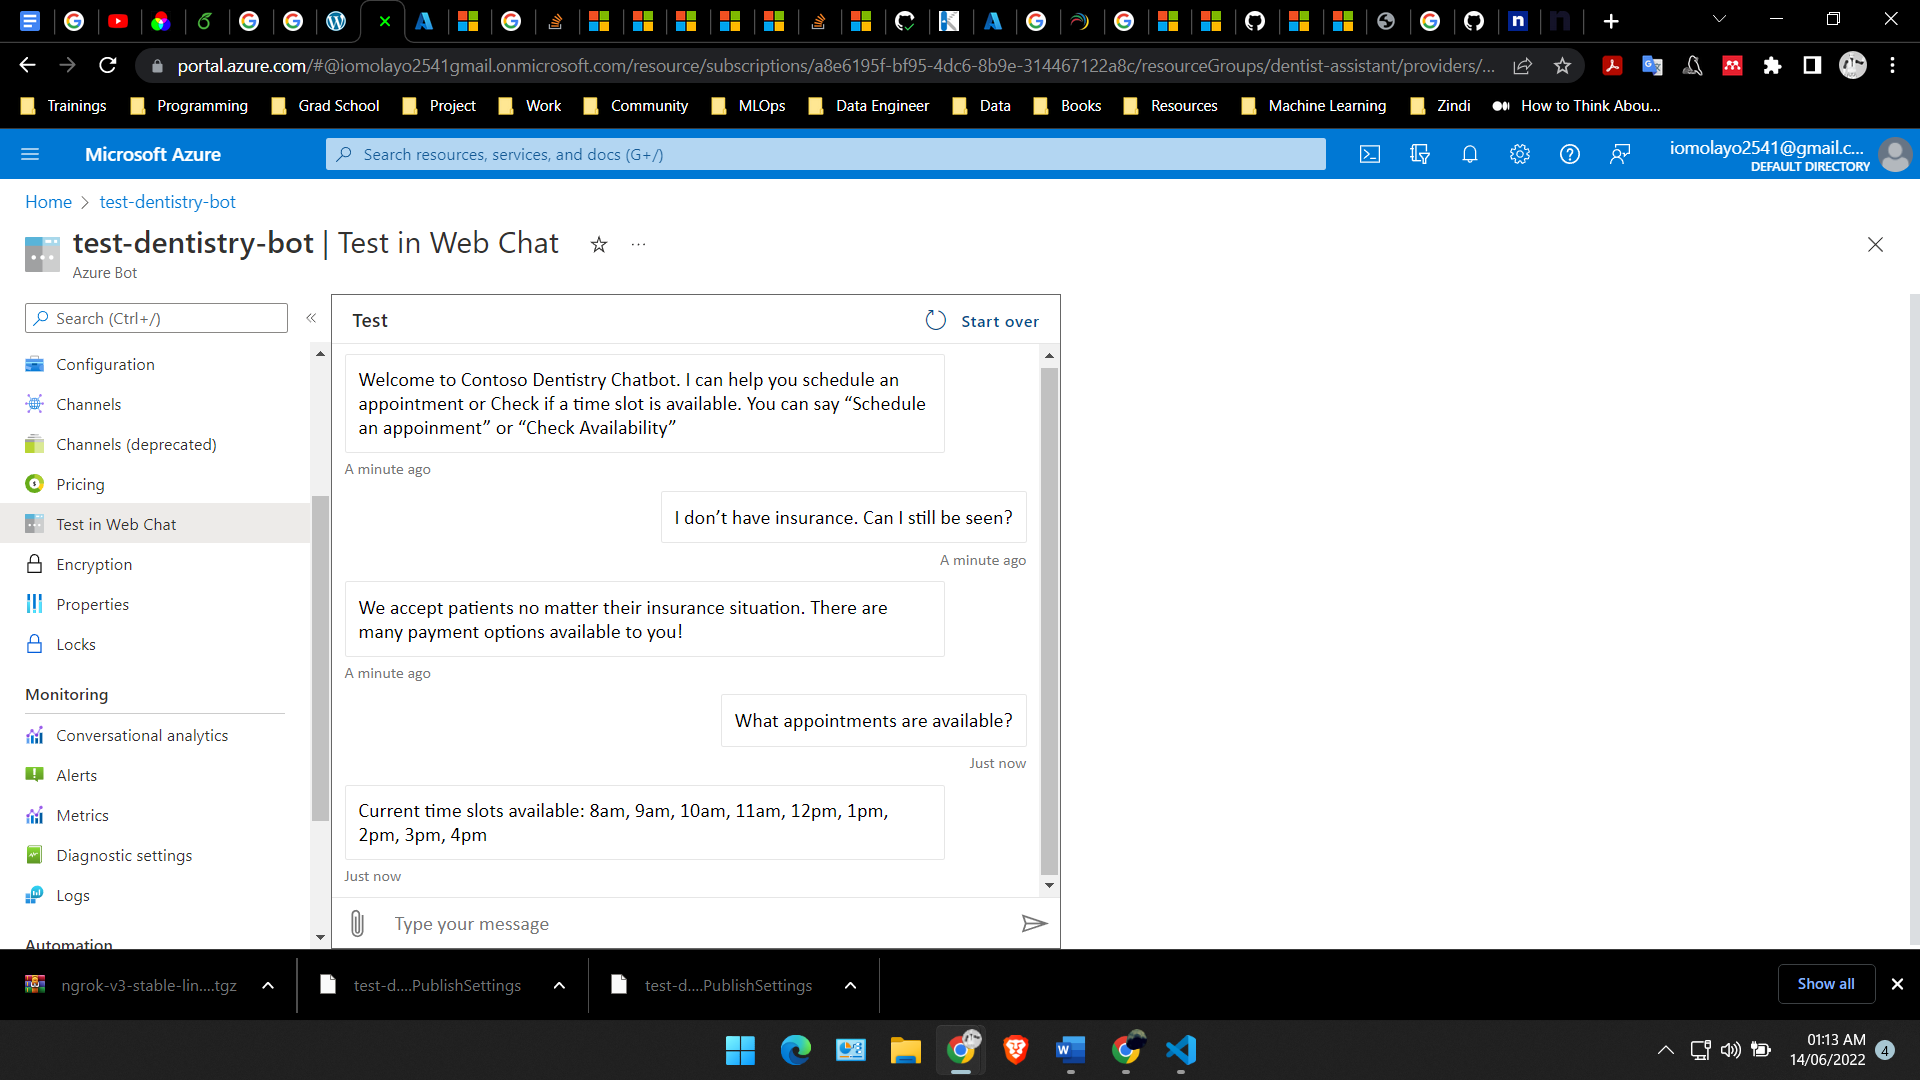 portal.azure.com/#@iomolayo2541gmail.onmicrosoft.com/resource/subscriptions/a8e6195f-bf95-4dc6-8b9e-314467122a8c/resourceGroups/dentist-assistant/providers/...
Trainings Programming Grad School Project Work Community MLOps Data Engineer Data Books Resources Machine Learning Zindi How to Think Abou...
Microsoft Azure
Search resources, services, and docs (G+/)
iomolayo2541@gmail.c...
DEFAULT DIRECTORY
Home > test-dentistry-bot
test-dentistry-bot | Test in Web Chat
...
Azure Bot
Search (Ctrl+/)
«
Configuration
Channels
Channels (deprecated)
Pricing
Test in Web Chat
Encryption
Properties
Locks
Monitoring
Conversational analytics
Alerts
Metrics
Diagnostic settings
Logs
Automation
Test
Start over
Welcome to Contoso Dentistry Chatbot. I can help you schedule an
appointment or Check if a time slot is available. You can say “Schedule
an appoinment” or “Check Availability”
A minute ago
I don’t have insurance. Can I still be seen?
A minute ago
We accept patients no matter their insurance situation. There are
many payment options available to you!
A minute ago
What appointments are available?
Just now
Current time slots available: 8am, 9am, 10am, 11am, 12pm, 1pm,
2pm, 3pm, 4pm
Just now
Type your message
ngrok-v3-stable-lin....tgz
test-d....PublishSettings
test-d....PublishSettings
Show all
01:13 AM
14/06/2022
4